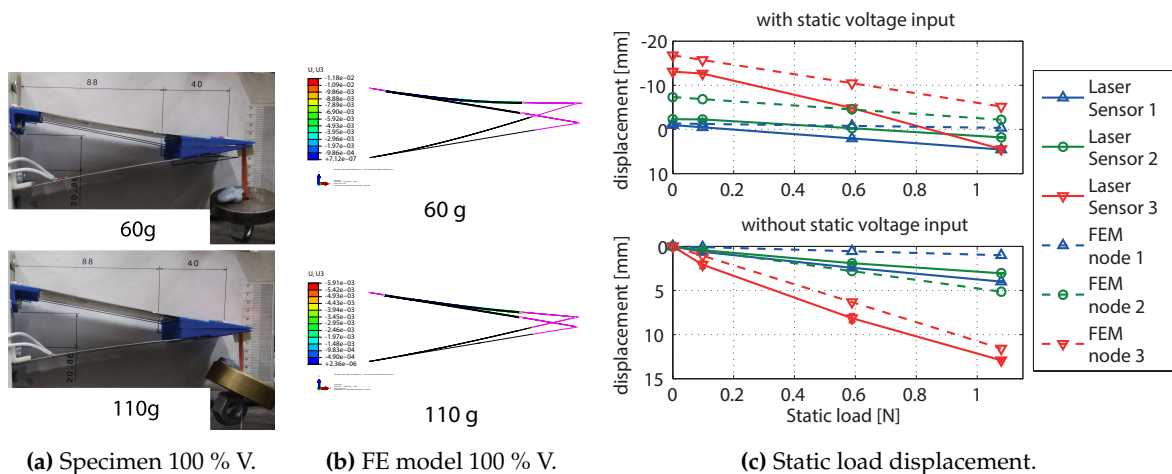 88
40
20.86
60g
88
40
20.86
110g
U, U3
-1.18e-02
-1.09e-02
-9.86e-03
-8.88e-03
-7.89e-03
-6.90e-03
-5.92e-03
-4.93e-03
-3.95e-03
-2.96e-03
-1.97e-03
-9.86e-04
+7.12e-07
60 g
U, U3
-5.91e-03
-5.42e-03
-4.93e-03
-4.43e-03
-3.94e-03
-3.45e-03
-2.95e-03
-2.46e-03
-1.97e-03
-1.48e-03
-9.83e-04
-4.90e-04
+2.36e-06
110 g
with static voltage input
displacement [mm]
-20
-10
0
10
0 0.2 0.4 0.6 0.8 1
without static voltage input
displacement [mm]
0
5
10
15
0 0.2 0.4 0.6 0.8 1
Static load [N]
Laser
Sensor 1
Laser
Sensor 2
Laser
Sensor 3
FEM
node 1
FEM
node 2
FEM
node 3
(a) Specimen 100 % V.
(b) FE model 100 % V.
(c) Static load displacement.